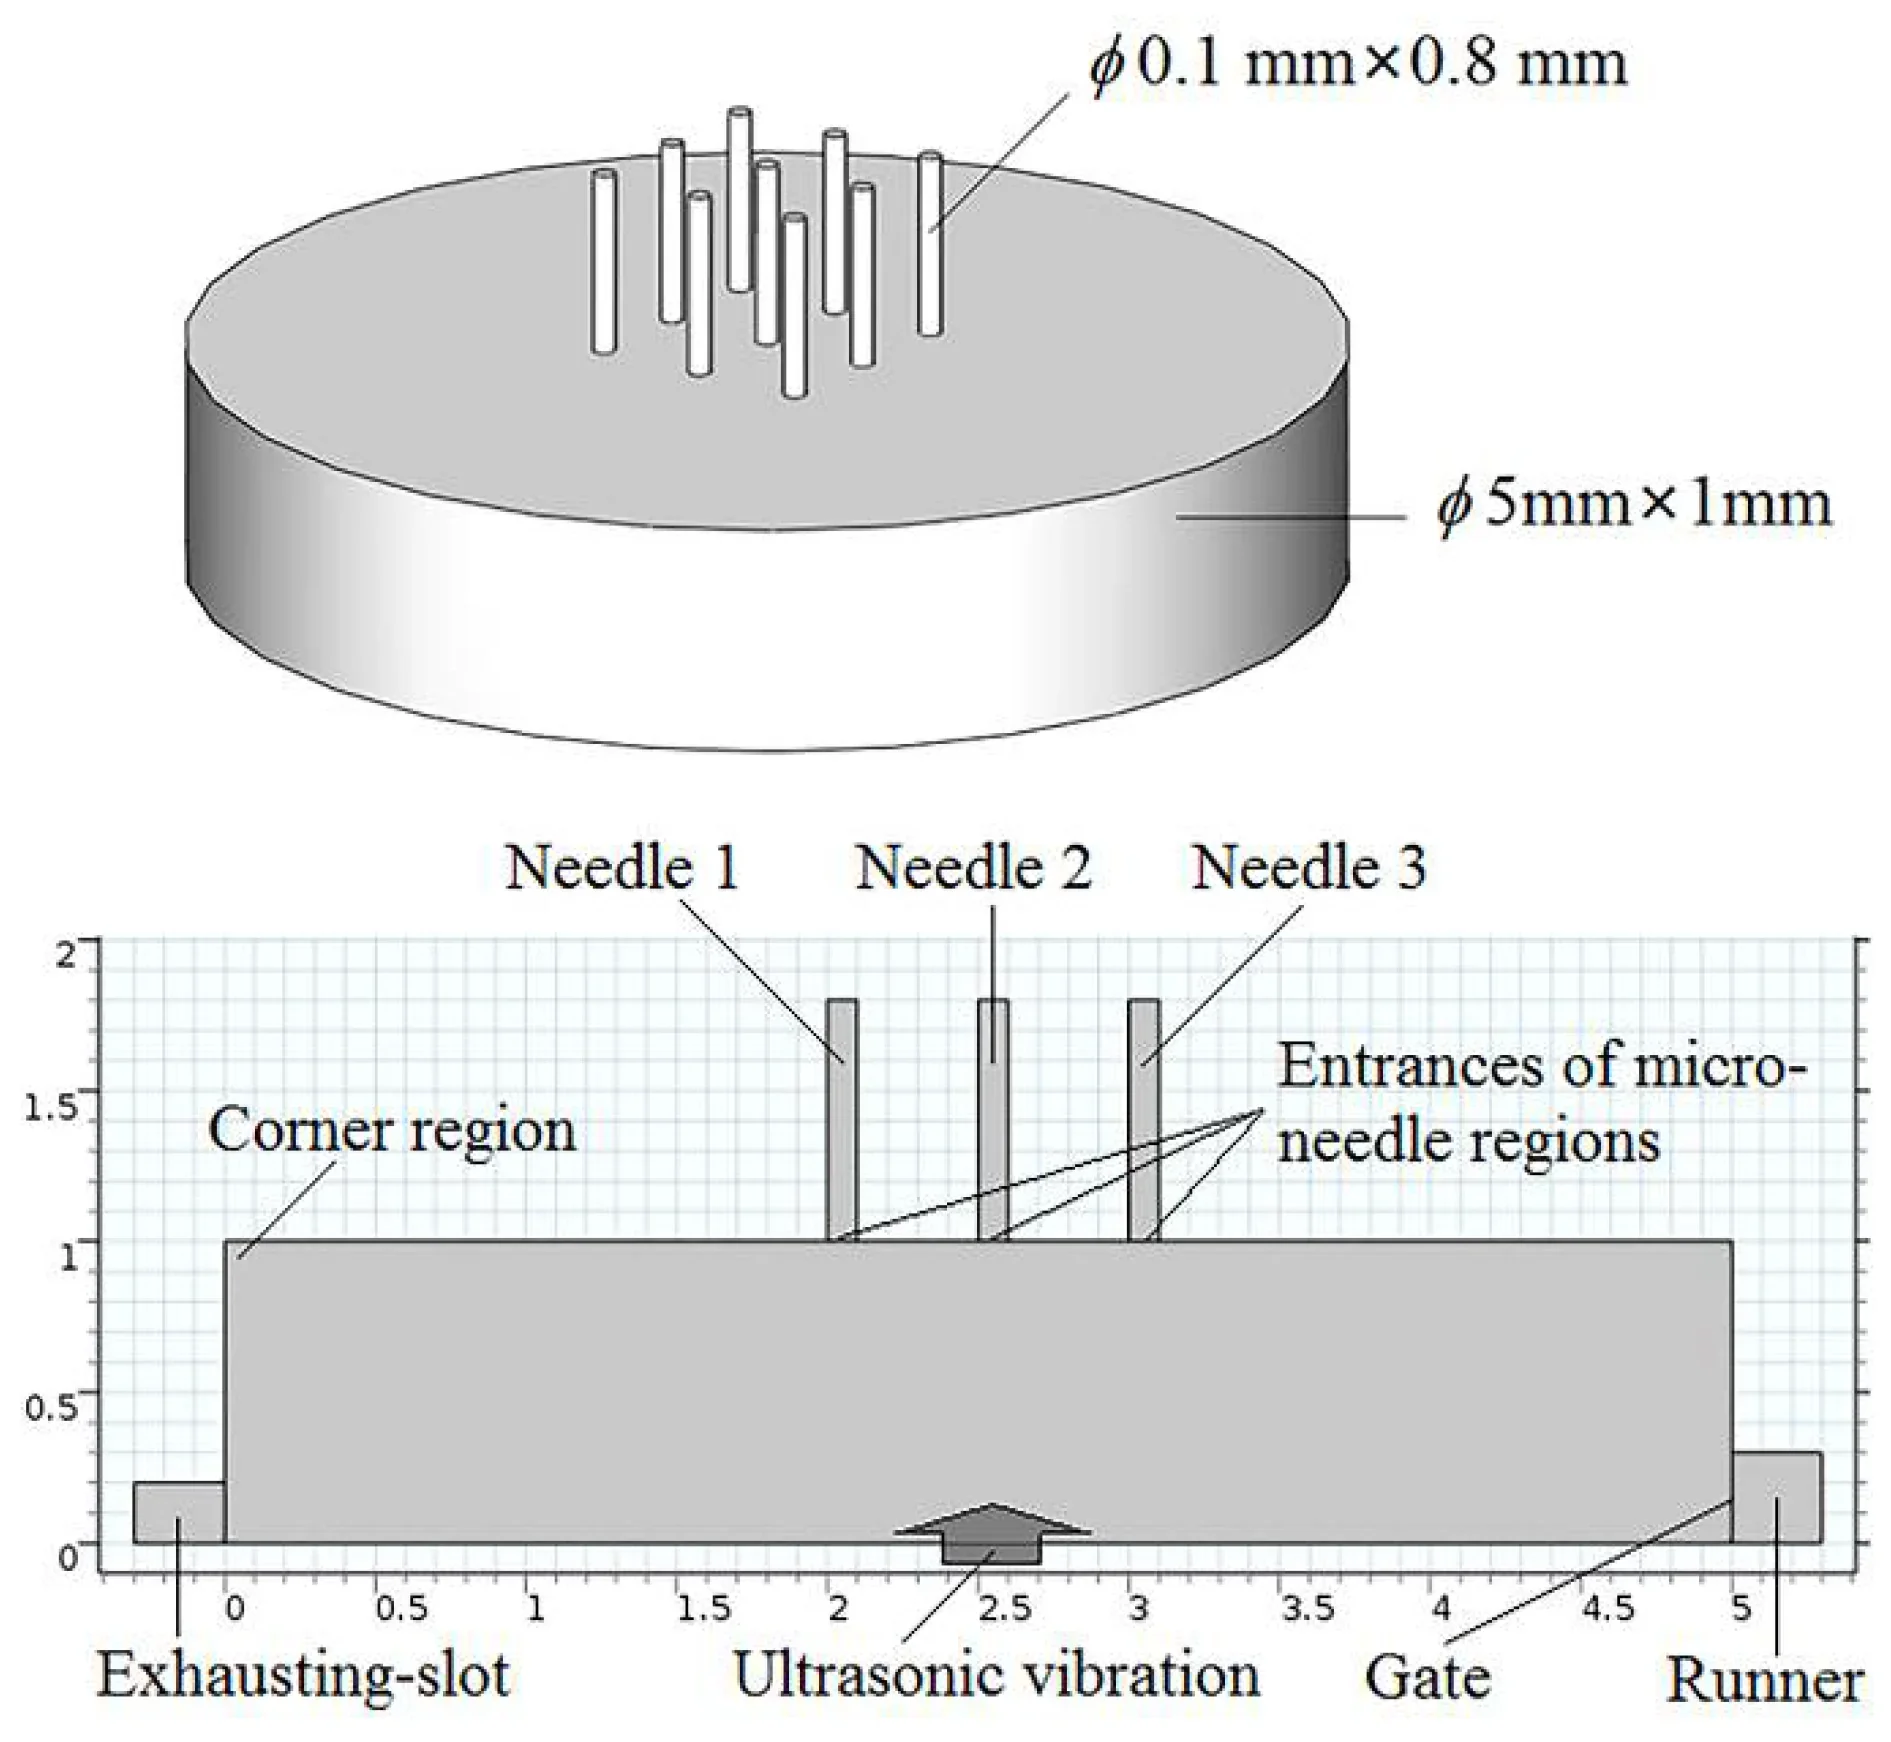 ϕ0.1 mm×0.8 mm
ϕ5mm×1mm
Needle 1 Needle 2 Needle 3
2
Entrances of micro-
needle regions
1.5
Corner region
1
0.5
0
0 0.5 1 1.5 2 2.5 3 3.5 4 4.5 5
Exhausting-slot Ultrasonic vibration Gate Runner